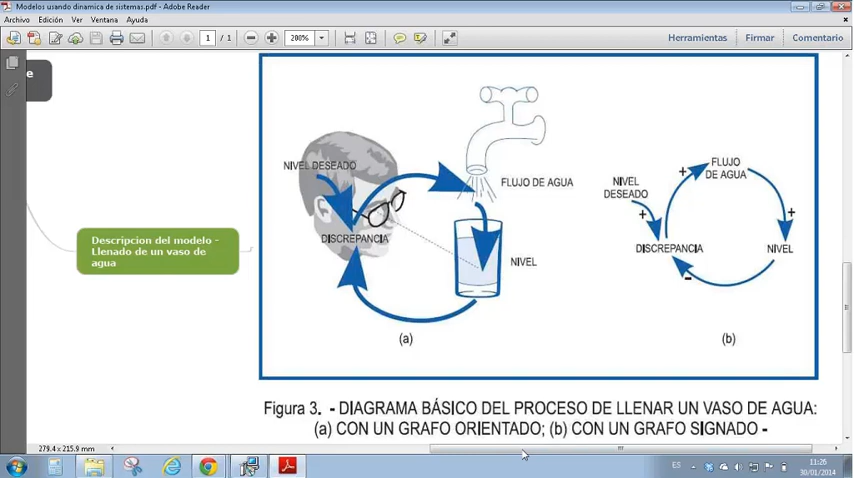 Modelos usando dinamica de sistemas.pdf - Adobe Reader
Archivo Edición Ver Ventana Ayuda
1 / 1 200% Herramientas Firmar Comentario
e
NIVEL DESEADO
DISCREPANCIA
FLUJO DE AGUA
NIVEL
(a)
FLUJO
DE AGUA
NIVEL
DESEADO
+
+
+
DISCREPANCIA
NIVEL
-
(b)
Descripcion del modelo -
Llenado de un vaso de
agua
Figura 3. - DIAGRAMA BÁSICO DEL PROCESO DE LLENAR UN VASO DE AGUA:
(a) CON UN GRAFO ORIENTADO; (b) CON UN GRAFO SIGNADO -
279.4 x 215.9 mm
ES
11:26
30/01/2014